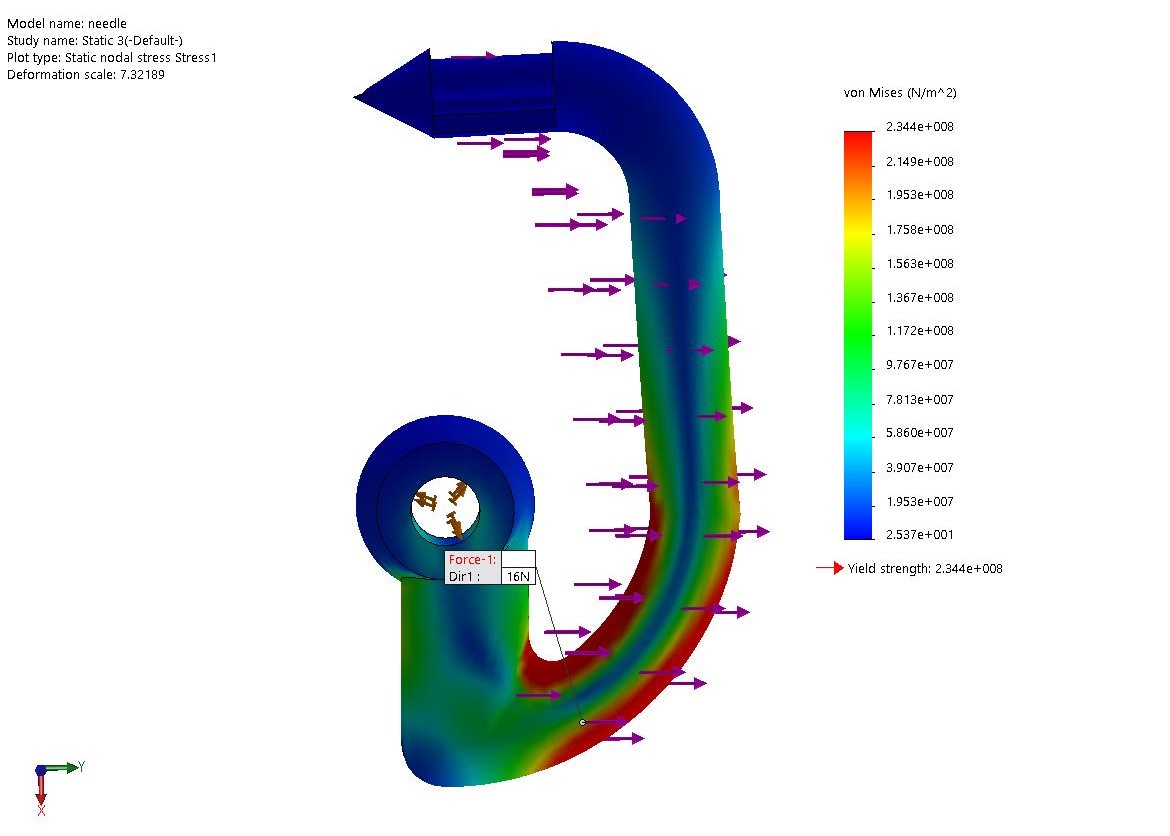 Model name: needle
Study name: Static 3(-Default-)
Plot type: Static nodal stress Stress1
Deformation scale: 7.32189
von Mises (N/m^2)
2.344e+008
2.149e+008
1.953e+008
1.758e+008
1.563e+008
1.367e+008
1.172e+008
9.767e+007
7.813e+007
5.860e+007
3.907e+007
1.953e+007
2.537e+001
Yield strength: 2.344e+008
Force-1:
Dir1 : 16N
Y
X